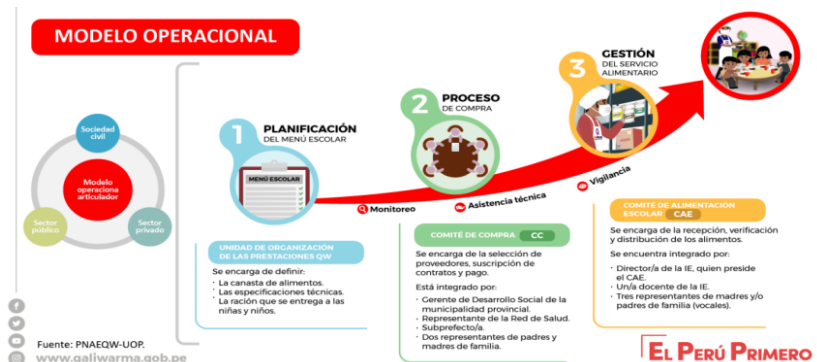 MODELO OPERACIONAL
Sociedad
civil
Modelo
operaciona
articulador
Sector
público
Sector
privado
1
PLANIFICACIÓN
DEL MENÚ ESCOLAR
MENÚ ESCOLAR
2
PROCESO
DE COMPRA
3
GESTIÓN
DEL SERVICIO
ALIMENTARIO
Monitoreo
Asistencia técnica
Vigilancia
UNIDAD DE ORGANIZACIÓN
DE LAS PRESTACIONES QW
Se encarga de definir:
· La canasta de alimentos.
· Las especificaciones técnicas.
· La ración que se entrega a las
niñas y niños.
COMITÉ DE COMPRA CC
Se encarga de la selección de
proveedores, suscripción de
contratos y pago.
Está integrado por:
· Gerente de Desarrollo Social de la
municipalidad provincial.
· Representante de la Red de Salud.
· Subprefecto/a.
· Dos representantes de padres y
madres de familia.
COMITÉ DE ALIMENTACIÓN
ESCOLAR CAE
Se encarga de la recepción, verificación
y distribución de los alimentos.
Se encuentra integrado por:
· Director/a de la IE, quien preside
el CAE.
· Un/a docente de la IE.
· Tres representantes de madres y/o
padres de familia (vocales).
Fuente: PNAEQW-UOP.
www.qaliwarma.gob.pe
EL PERÚ PRIMERO